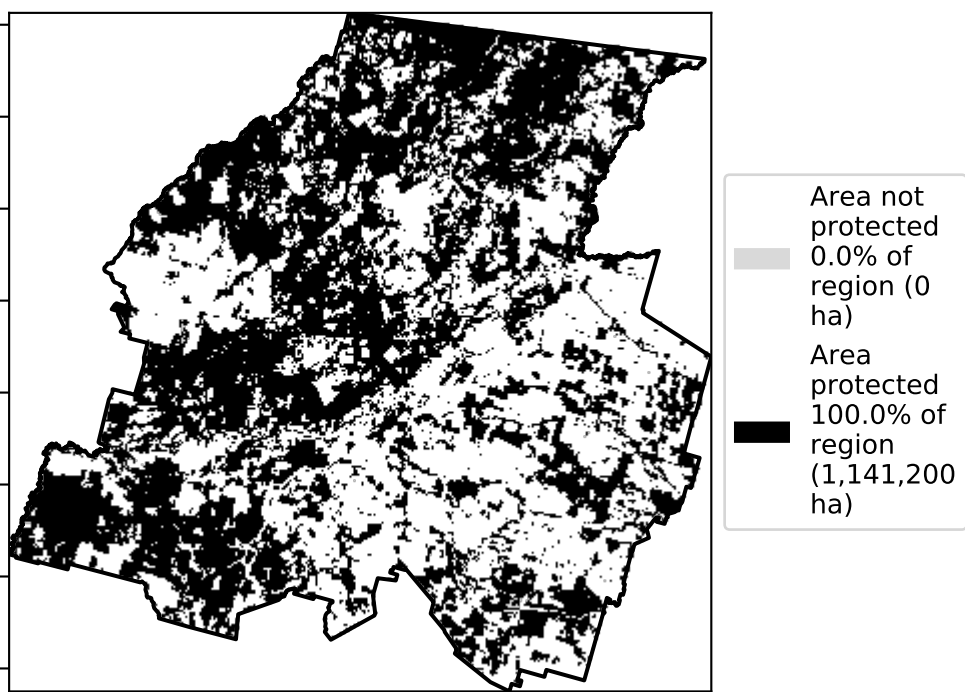 Area not
protected
0.0% of
region (0
ha)
Area
protected
100.0% of
region
(1,141,200
ha)